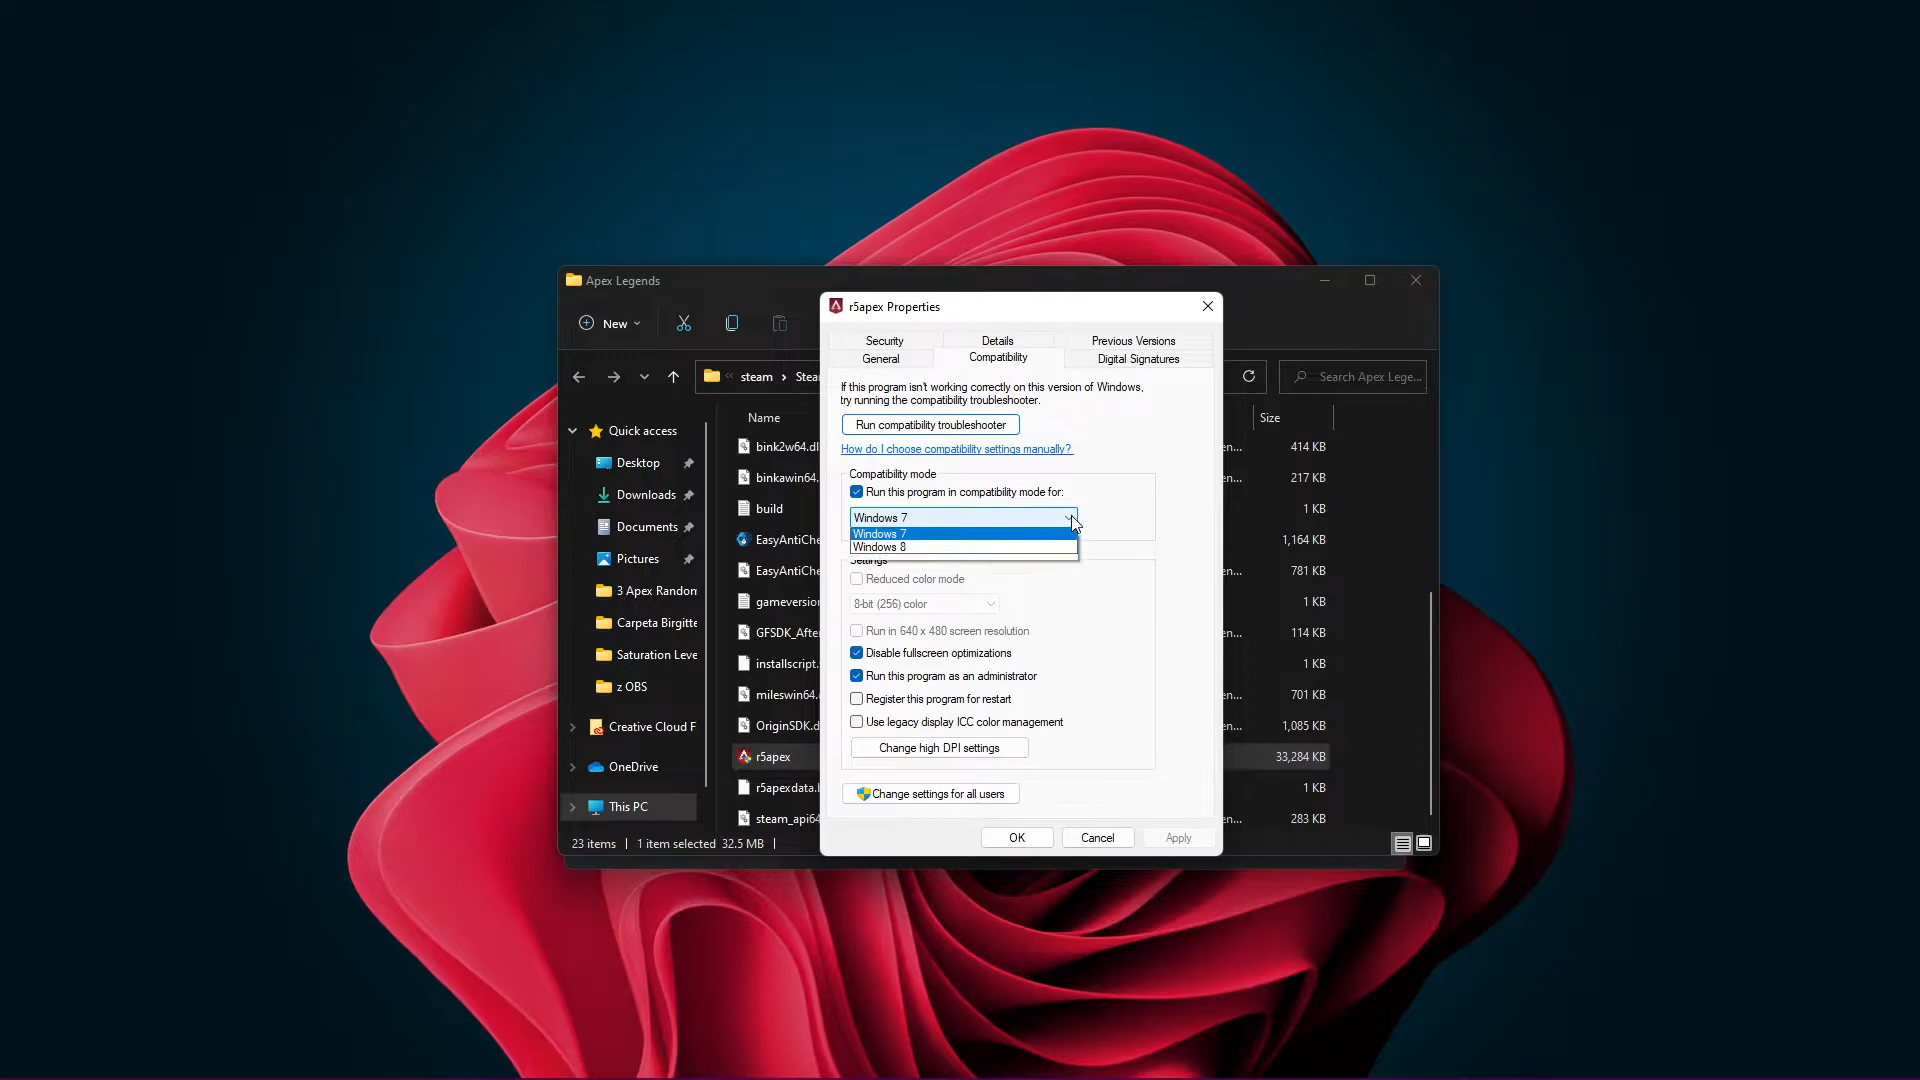 Apex Legends
New
steam
Stea
Search Apex Lege...
Quick access
Desktop
Downloads
Documents
Pictures
3 Apex Random
Carpeta Birgitte
Saturation Leve
z OBS
Creative Cloud F
OneDrive
This PC
Name
bink2w64.dl
binkawin64.
build
EasyAntiChe
EasyAntiChe
gameversion
GFSDK_After
installscript.
mileswin64.
OriginSDK.d
r5apex
r5apexdata.b
steam_api64
23 items
1 item selected 32.5 MB
r5apex Properties
Security
Details
Previous Versions
General
Compatibility
Digital Signatures
If this program isn't working correctly on this version of Windows,
try running the compatibility troubleshooter.
Run compatibility troubleshooter
How do I choose compatibility settings manually?
Compatibility mode
Run this program in compatibility mode for:
Windows 7
Windows 7
Windows 8
Settings
Reduced color mode
8-bit (256) color
Run in 640 x 480 screen resolution
Disable fullscreen optimizations
Run this program as an administrator
Register this program for restart
Use legacy display ICC color management
Change high DPI settings
Change settings for all users
OK
Cancel
Apply
Size
en...
414 KB
en...
217 KB
1 KB
1,164 KB
en...
781 KB
1 KB
en...
114 KB
1 KB
en...
701 KB
en...
1,085 KB
33,284 KB
1 KB
en...
283 KB